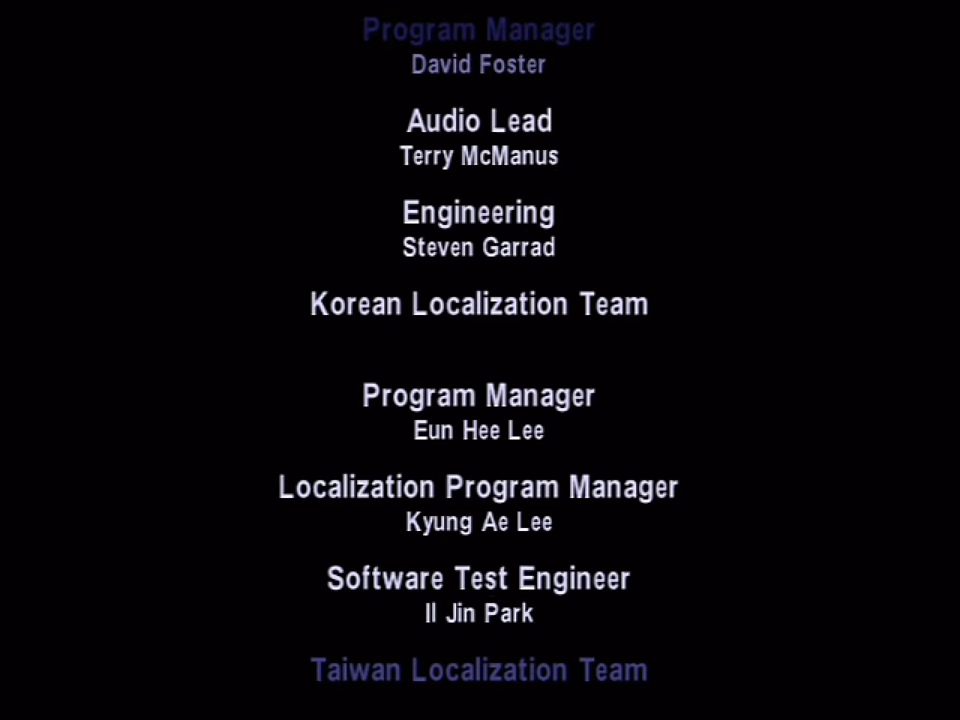 Program Manager
David Foster
Audio Lead
Terry McManus
Engineering
Steven Garrad
Korean Localization Team
Program Manager
Eun Hee Lee
Localization Program Manager
Kyung Ae Lee
Software Test Engineer
Il Jin Park
Taiwan Localization Team